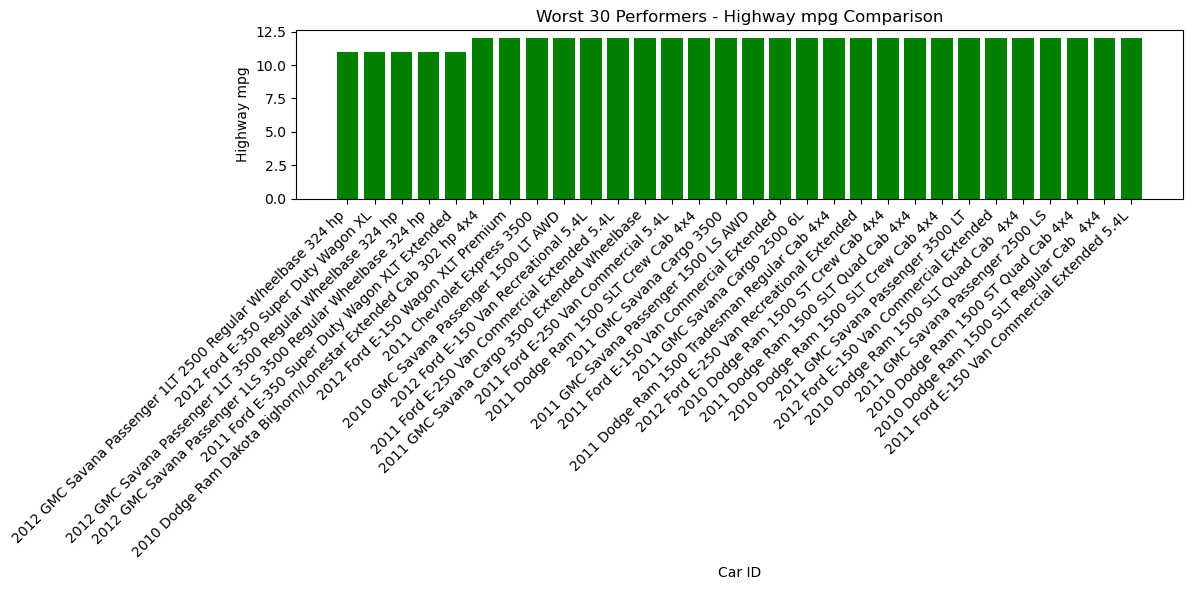 Worst 30 Performers - Highway mpg Comparison
Highway mpg
12.5
10.0
7.5
5.0
2.5
0.0
2012 GMC Savana Passenger 1LT 2500 Regular Wheelbase 324 hp
2012 Ford E-350 Super Duty Wagon XL
2012 GMC Savana Passenger 1LT 3500 Regular Wheelbase 324 hp
2012 GMC Savana Passenger 1LS 3500 Regular Wheelbase 324 hp
2011 Ford E-350 Super Duty Wagon XLT Extended
2010 Dodge Ram Dakota Bighorn/Lonestar Extended Cab 302 hp 4x4
2012 Ford E-150 Wagon XLT Premium
2011 Chevrolet Express 3500
2010 GMC Savana Passenger 1500 LT AWD
2012 Ford E-150 Van Recreational 5.4L
2011 Ford E-250 Van Commercial Extended 5.4L
2011 GMC Savana Cargo 3500 Extended Wheelbase
2011 Ford E-250 Van Commercial 5.4L
2011 Dodge Ram 1500 SLT Crew Cab 4x4
2011 GMC Savana Cargo 3500
2011 GMC Savana Passenger 1500 LS AWD
2011 Ford E-150 Van Commercial Extended
2011 GMC Savana Cargo 2500 6L
2011 Dodge Ram 1500 Tradesman Regular Cab 4x4
2012 Ford E-250 Van Recreational Extended
2010 Dodge Ram 1500 ST Crew Cab 4x4
2011 Dodge Ram 1500 SLT Quad Cab 4x4
2010 Dodge Ram 1500 SLT Crew Cab 4x4
2011 GMC Savana Passenger 3500 LT
2012 Ford E-150 Van Commercial Extended
2010 Dodge Ram 1500 SLT Quad Cab 4x4
2011 GMC Savana Passenger 2500 LS
2010 Dodge Ram 1500 ST Quad Cab 4x4
2010 Dodge Ram 1500 SLT Regular Cab 4x4
2011 Ford E-150 Van Commercial Extended 5.4L
Car ID